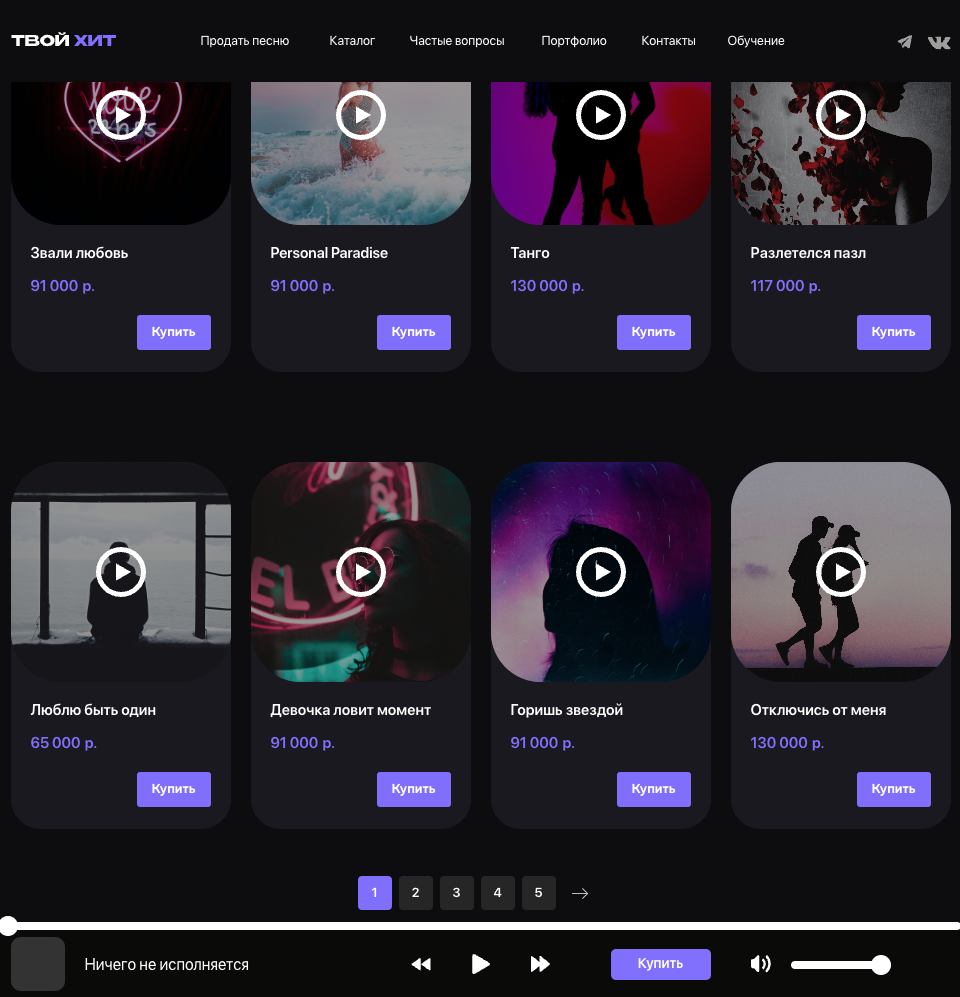 ТВОЙ ХИТ Продать песню Каталог Частые вопросы Портфолио Контакты Обучение
love
Звали любовь Personal Paradise Танго Разлетелся пазл
91 000 р. 91 000 р. 130 000 р. 117 000 р.
Купить Купить Купить Купить
Люблю быть один Девочка ловит момент Горишь звездой Отключись от меня
65 000 р. 91 000 р. 91 000 р. 130 000 р.
Купить Купить Купить Купить
1 2 3 4 5
Ничего не исполняется Купить